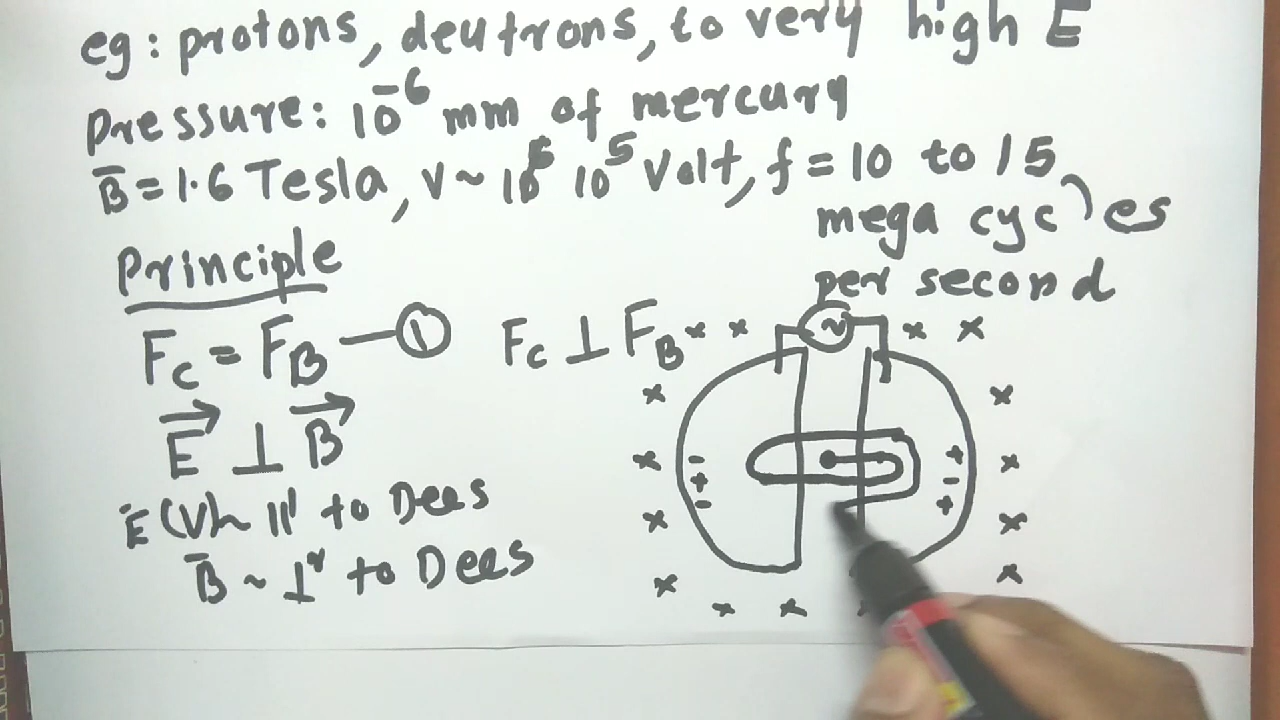 eg: protons, deutrons, to very high E
pressure: 10⁻⁶ mm of mercury
B̄ = 1.6 Tesla, V ~ 10⁵ Volt, f = 10 to 15
mega cycles
per second
Principle
F_C = F_B — ① F_C ⊥ F_B
E⃗ ⊥ B⃗
to Dees
B̄ ~ ⊥ʳ to Dees